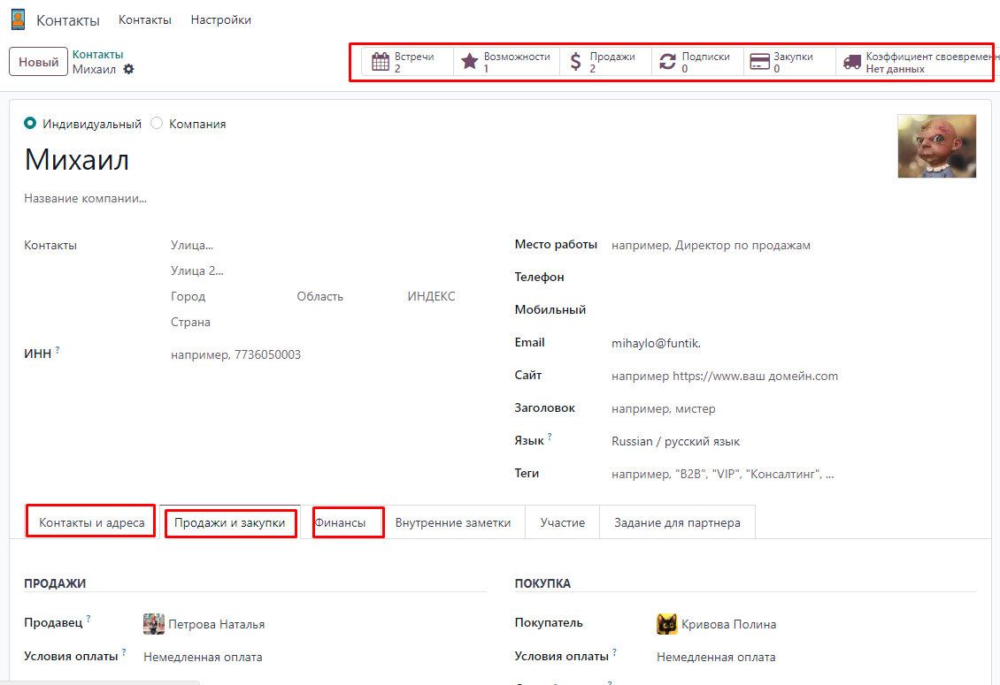 Контакты Контакты Настройки
Новый Контакты
Михаил
Встречи
2
Возможности
1
Продажи
2
Подписки
0
Закупки
0
Коэффициент своевремен
Нет данных
Индивидуальный Компания
Михаил
Название компании...
Контакты Улица...
Улица 2...
Город Область ИНДЕКС
Страна
ИНН ? например, 7736050003
Место работы например, Директор по продажам
Телефон
Мобильный
Email mihaylo@funtik.
Сайт например https://www.ваш домейн.com
Заголовок например, мистер
Язык ? Russian / русский язык
Теги например, "B2B", "VIP", "Консалтинг", ...
Контакты и адреса Продажи и закупки Финансы Внутренние заметки Участие Задание для партнера
ПРОДАЖИ
Продавец ? Петрова Наталья
Условия оплаты ? Немедленная оплата
ПОКУПКА
Покупатель Кривова Полина
Условия оплаты ? Немедленная оплата